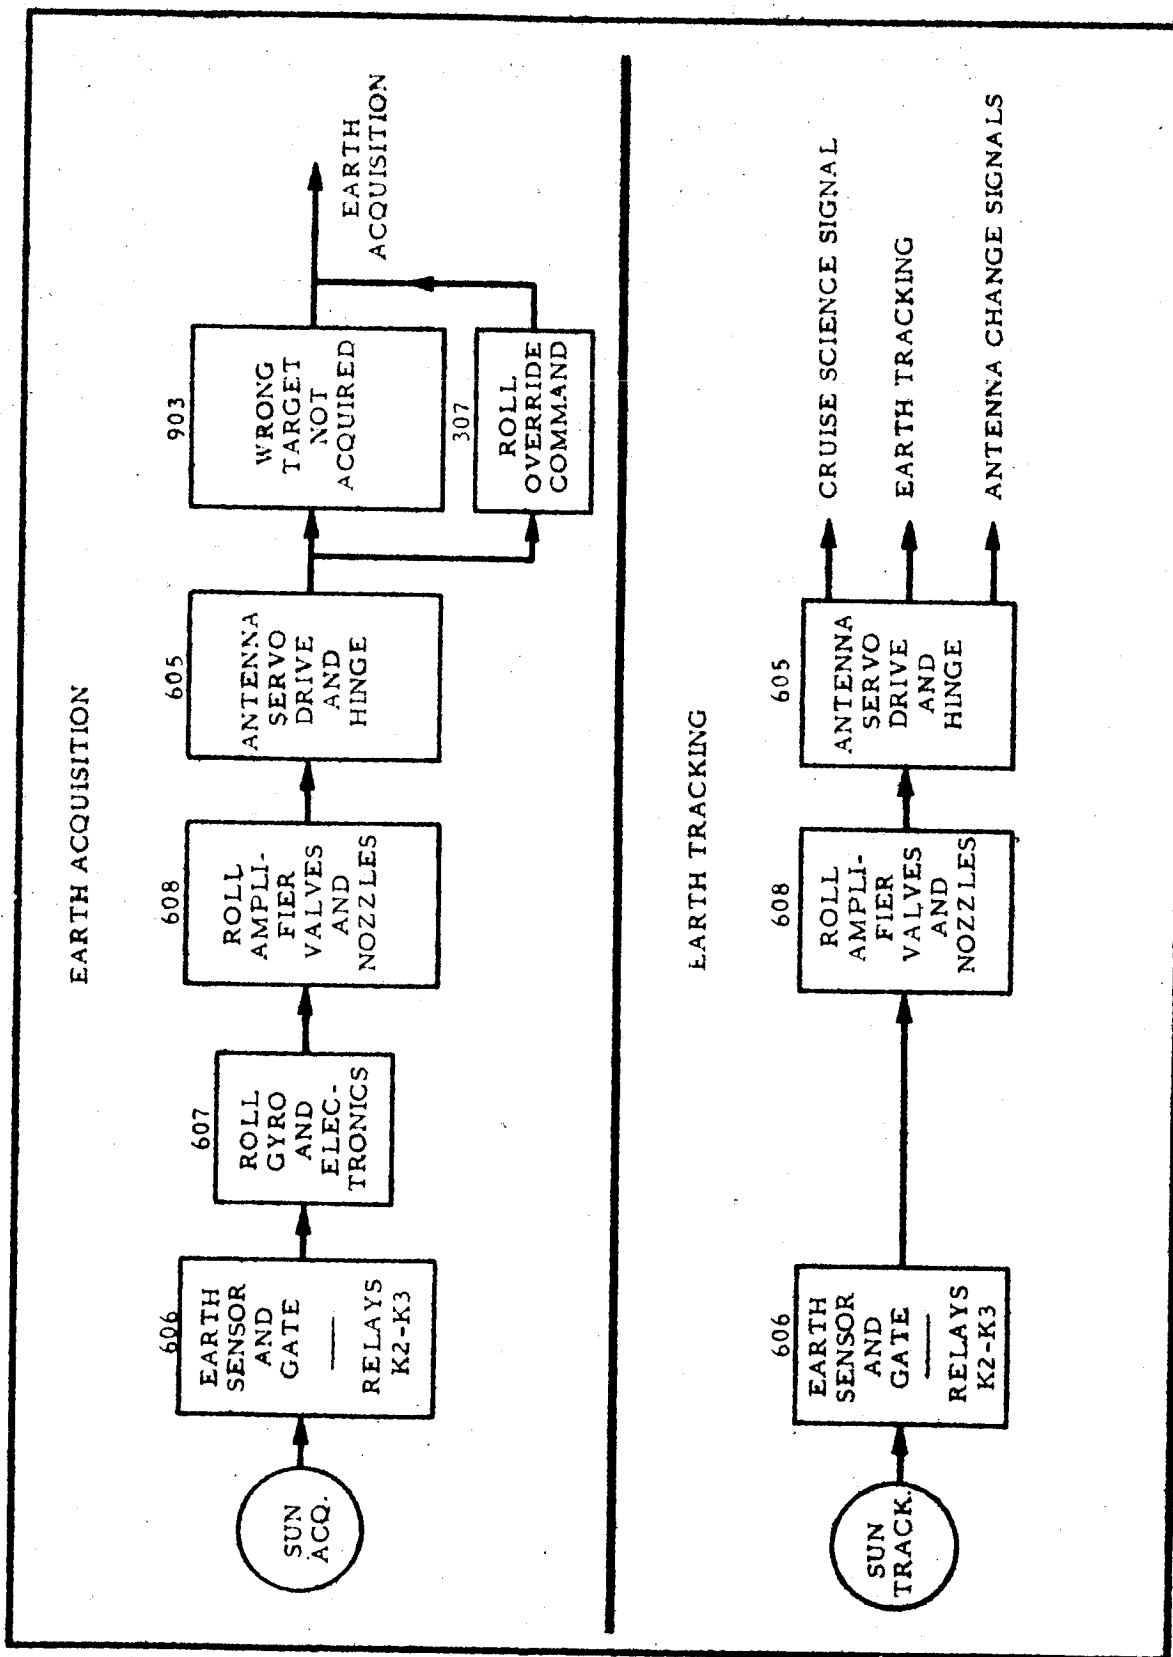 EARTH ACQUISITION
SUN
ACQ.
606
EARTH
SENSOR
AND
GATE
RELAYS
K2-K3
607
ROLL
GYRO
AND
ELEC-
TRONICS
608
ROLL
AMPLI-
FIER
VALVES
AND
NOZZLES
605
ANTENNA
SERVO
DRIVE
AND
HINGE
903
WRONG
TARGET
NOT
ACQUIRED
307
ROLL
OVERRIDE
COMMAND
EARTH
ACQUISITION
EARTH TRACKING
SUN
TRACK.
606
EARTH
SENSOR
AND
GATE
RELAYS
K2-K3
608
ROLL
AMPLI-
FIER
VALVES
AND
NOZZLES
605
ANTENNA
SERVO
DRIVE
AND
HINGE
CRUISE SCIENCE SIGNAL
EARTH TRACKING
ANTENNA CHANGE SIGNALS